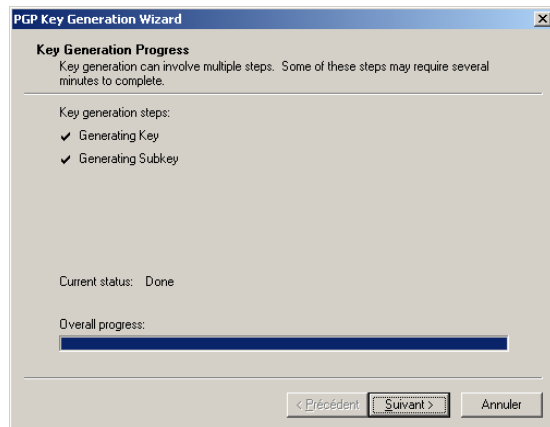 PGP Key Generation Wizard
Key Generation Progress
Key generation can involve multiple steps. Some of these steps may require several
minutes to complete.
Key generation steps:
Generating Key
Generating Subkey
Current status: Done
Overall progress:
< Précédent Suivant > Annuler